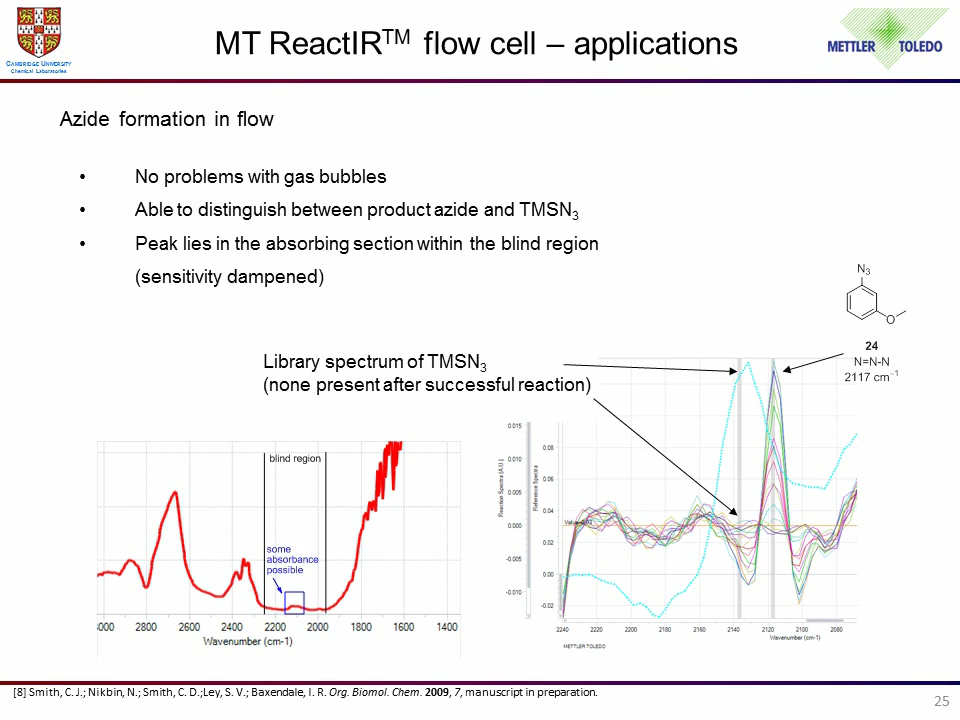 CAMBRIDGE UNIVERSITY
Chemical Laboratories
MT ReactIR™ flow cell – applications
METTLER TOLEDO
Azide formation in flow
• No problems with gas bubbles
• Able to distinguish between product azide and TMSN₃
• Peak lies in the absorbing section within the blind region
(sensitivity dampened)
N₃
O
24
N=N-N
2117 cm⁻¹
Library spectrum of TMSN₃
(none present after successful reaction)
blind region
some
absorbance
possible
3000 2800 2600 2400 2200 2000 1800 1600 1400
Wavenumber (cm-1)
Reaction Spectra [A.U.]
0.015
0.010
0.005
0.000
-0.005
-0.010
Reference Spectra
0.08
0.06
0.04
0.02
0.00
-0.02
2240 2220 2200 2180 2160 2140 2120 2100 2080
Wavenumber (cm-1)
METTLER TOLEDO
[8] Smith, C. J.; Nikbin, N.; Smith, C. D.;Ley, S. V.; Baxendale, I. R. Org. Biomol. Chem. 2009, 7, manuscript in preparation.
25